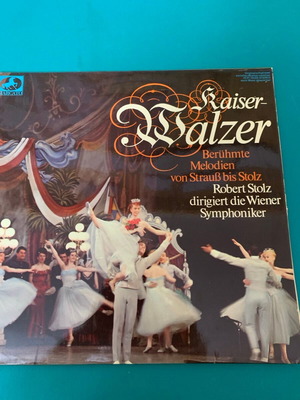 Kaiser-
Walzer
Berühmte
Melodien
von Strauß bis Stolz
Robert Stolz
dirigiert die Wiener
Symphoniker